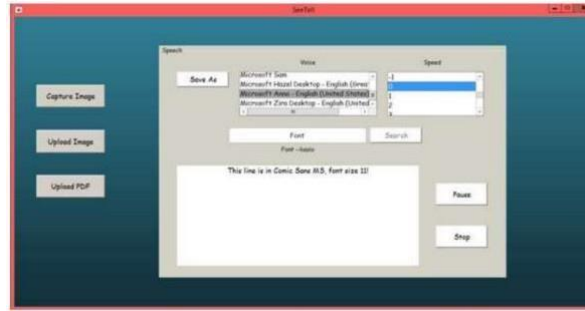 SeeTell
Speech
Voice
Speed
Save As
Microsoft Sam
Microsoft Hazel Desktop - English (Great
Microsoft Anna - English (United States)
Microsoft Zira Desktop - English (United
-1
0
1
2
3
Capture Image
Upload Image
Upload PDF
Font
Search
This line is in Comic Sans MS, font size 11!
Pause
Stop